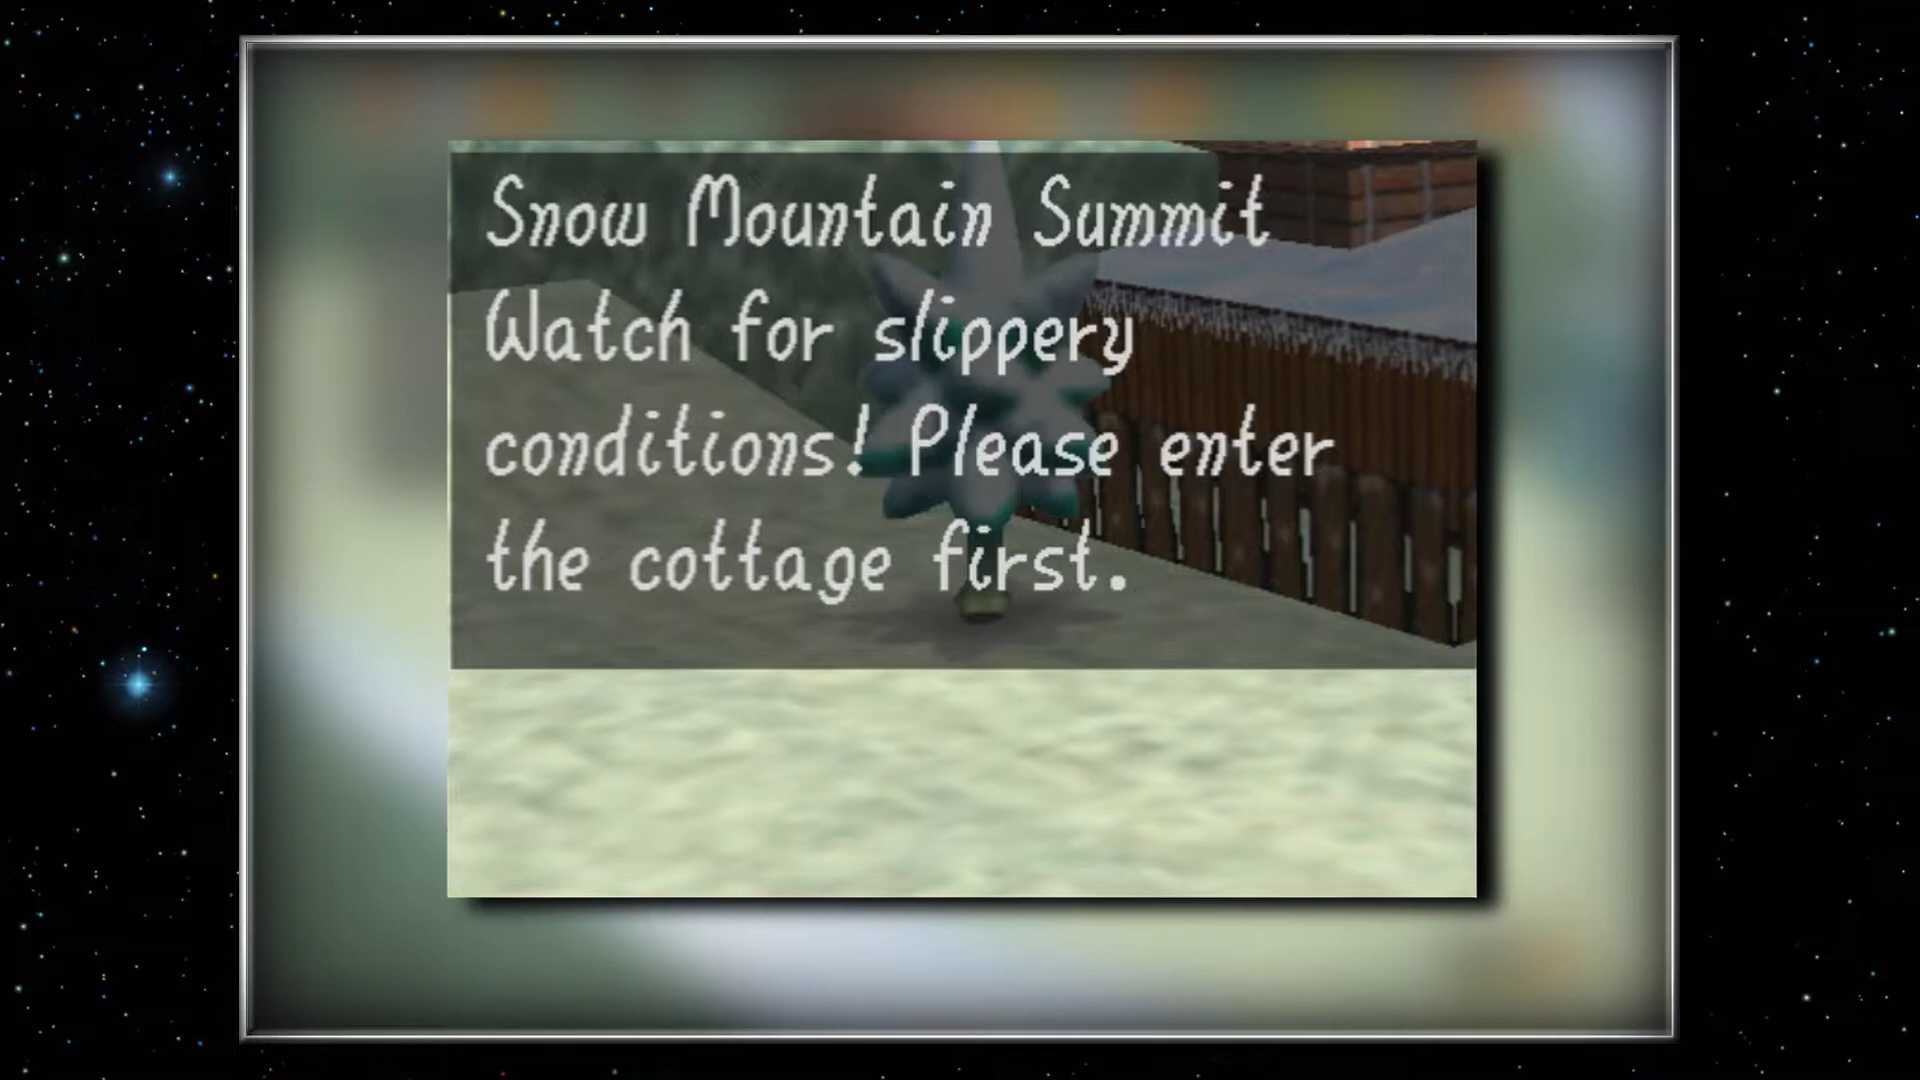 Snow Mountain Summit
Watch for slippery
conditions! Please enter
the cottage first.